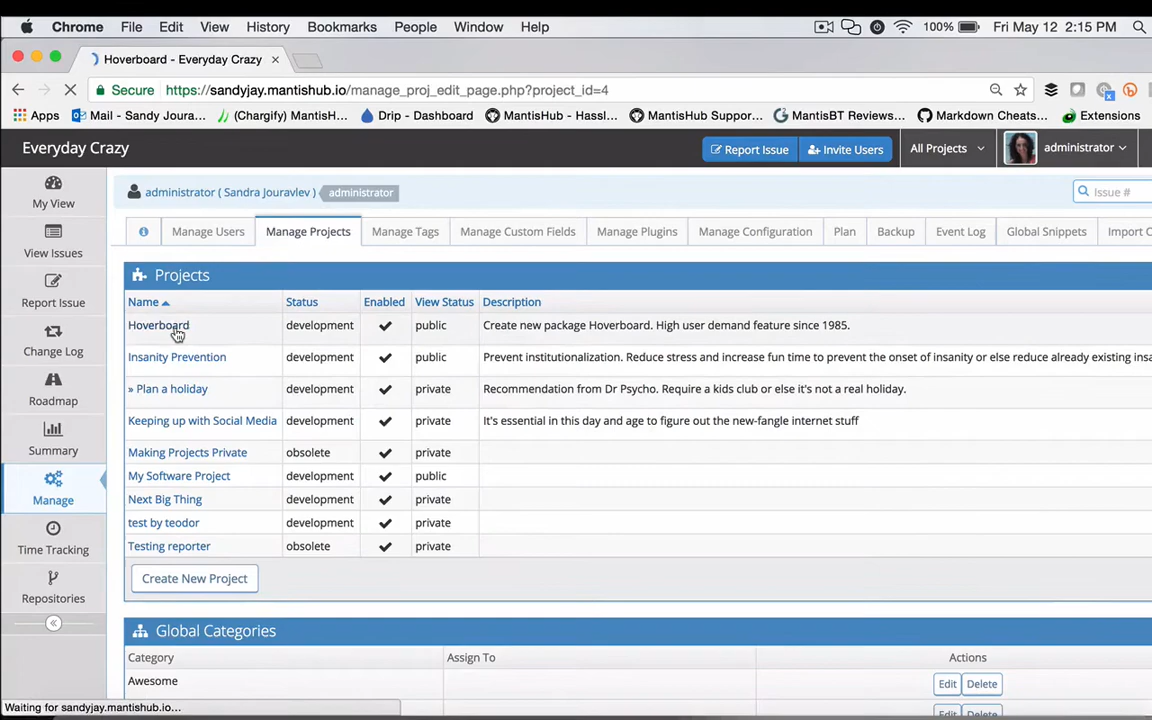 Chrome File Edit View History Bookmarks People Window Help 100% Fri May 12 2:15 PM
Hoverboard - Everyday Crazy
Secure https://sandyjay.mantishub.io/manage_proj_edit_page.php?project_id=4
Apps Mail - Sandy Joura... (Chargify) MantisH... Drip - Dashboard MantisHub - Hassl... MantisHub Suppor... MantisBT Reviews... Markdown Cheats... Extensions
Everyday Crazy Report Issue Invite Users All Projects administrator
administrator ( Sandra Jouravlev ) administrator Issue #
My View
Manage Users Manage Projects Manage Tags Manage Custom Fields Manage Plugins Manage Configuration Plan Backup Event Log Global Snippets Import
View Issues
Projects
Report Issue
Name Status Enabled View Status Description
Hoverboard development public Create new package Hoverboard. High user demand feature since 1985.
Change Log
Insanity Prevention development public Prevent institutionalization. Reduce stress and increase fun time to prevent the onset of insanity or else reduce already existing
» Plan a holiday development private Recommendation from Dr Psycho. Require a kids club or else it's not a real holiday.
Roadmap
Keeping up with Social Media development private It's essential in this day and age to figure out the new-fangle internet stuff
Summary
Making Projects Private obsolete private
My Software Project development public
Manage
Next Big Thing development private
test by teodor development private
Time Tracking
Testing reporter obsolete private
Create New Project
Repositories
Global Categories
Category Assign To Actions
Awesome Edit Delete
Waiting for sandyjay.mantishub.io...
Edit Delete